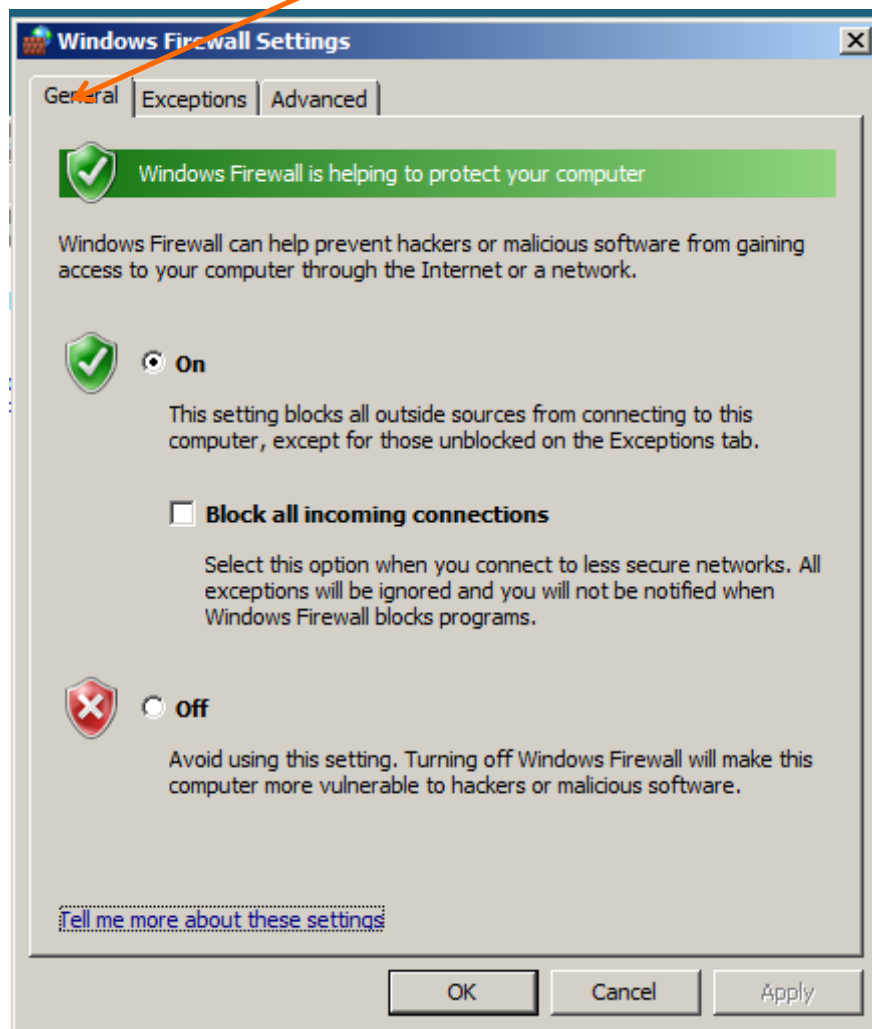 Windows Firewall Settings
General Exceptions Advanced
Windows Firewall is helping to protect your computer
Windows Firewall can help prevent hackers or malicious software from gaining
access to your computer through the Internet or a network.
On
This setting blocks all outside sources from connecting to this
computer, except for those unblocked on the Exceptions tab.
Block all incoming connections
Select this option when you connect to less secure networks. All
exceptions will be ignored and you will not be notified when
Windows Firewall blocks programs.
Off
Avoid using this setting. Turning off Windows Firewall will make this
computer more vulnerable to hackers or malicious software.
Tell me more about these settings
OK Cancel Apply